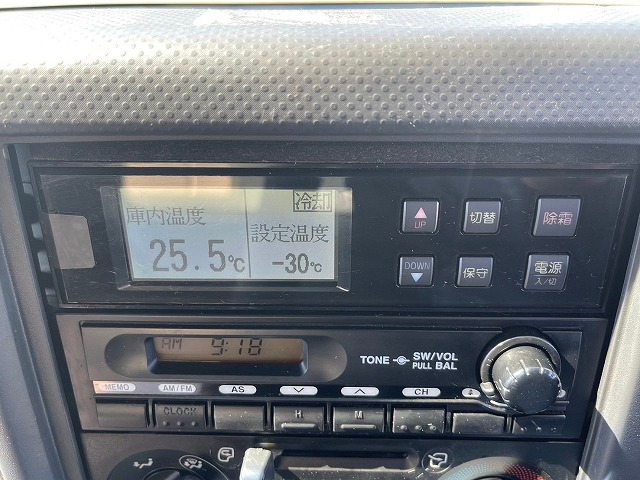 冷却
庫内温度
25.5℃
設定温度
-30℃
UP
切替
除霜
DOWN
保守
電源
入/切
AM 9:18
TONE
SW/VOL
PULL BAL
MEMO
AM/FM
AS
CH
CLOCK
H
M